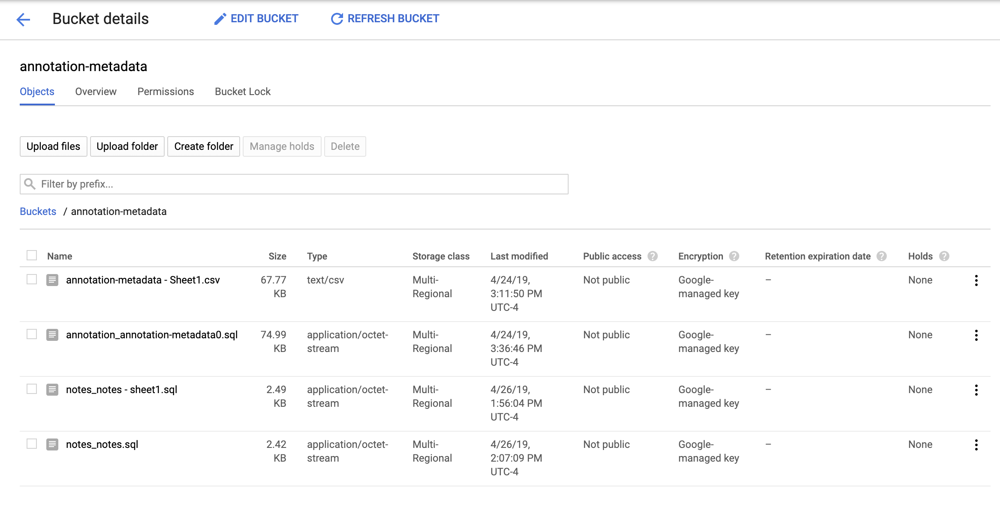 Bucket details
EDIT BUCKET
REFRESH BUCKET
annotation-metadata
Objects
Overview
Permissions
Bucket Lock
Upload files
Upload folder
Create folder
Manage holds
Delete
Filter by prefix...
Buckets / annotation-metadata
Name Size Type Storage class Last modified Public access ? Encryption ? Retention expiration date ? Holds ?
annotation-metadata - Sheet1.csv 67.77 text/csv Multi- 4/24/19, Not public Google- – None
KB Regional 3:11:50 PM managed key
UTC-4
annotation_annotation-metadata0.sql 74.99 application/octet- Multi- 4/24/19, Not public Google- – None
KB stream Regional 3:36:46 PM managed key
UTC-4
notes_notes - sheet1.sql 2.49 application/octet- Multi- 4/26/19, Not public Google- – None
KB stream Regional 1:56:04 PM managed key
UTC-4
notes_notes.sql 2.42 application/octet- Multi- 4/26/19, Not public Google- – None
KB stream Regional 2:07:09 PM managed key
UTC-4